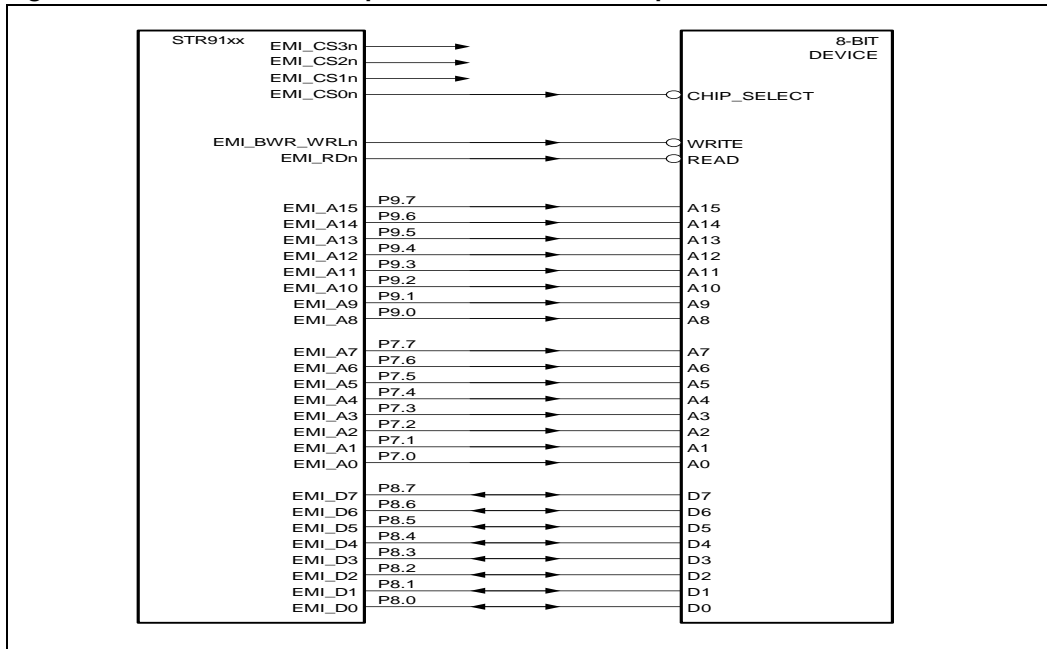 STR91xx
EMI_CS3n
8-BIT
EMI_CS2n
DEVICE
EMI_CS1n
EMI_CS0n CHIP_SELECT
EMI_BWR_WRLn WRITE
EMI_RDn READ
EMI_A15 P9.7 A15
EMI_A14 P9.6 A14
EMI_A13 P9.5 A13
EMI_A12 P9.4 A12
EMI_A11 P9.3 A11
EMI_A10 P9.2 A10
EMI_A9 P9.1 A9
EMI_A8 P9.0 A8
EMI_A7 P7.7 A7
EMI_A6 P7.6 A6
EMI_A5 P7.5 A5
EMI_A4 P7.4 A4
EMI_A3 P7.3 A3
EMI_A2 P7.2 A2
EMI_A1 P7.1 A1
EMI_A0 P7.0 A0
EMI_D7 P8.7 D7
EMI_D6 P8.6 D6
EMI_D5 P8.5 D5
EMI_D4 P8.4 D4
EMI_D3 P8.3 D3
EMI_D2 P8.2 D2
EMI_D1 P8.1 D1
EMI_D0 P8.0 D0